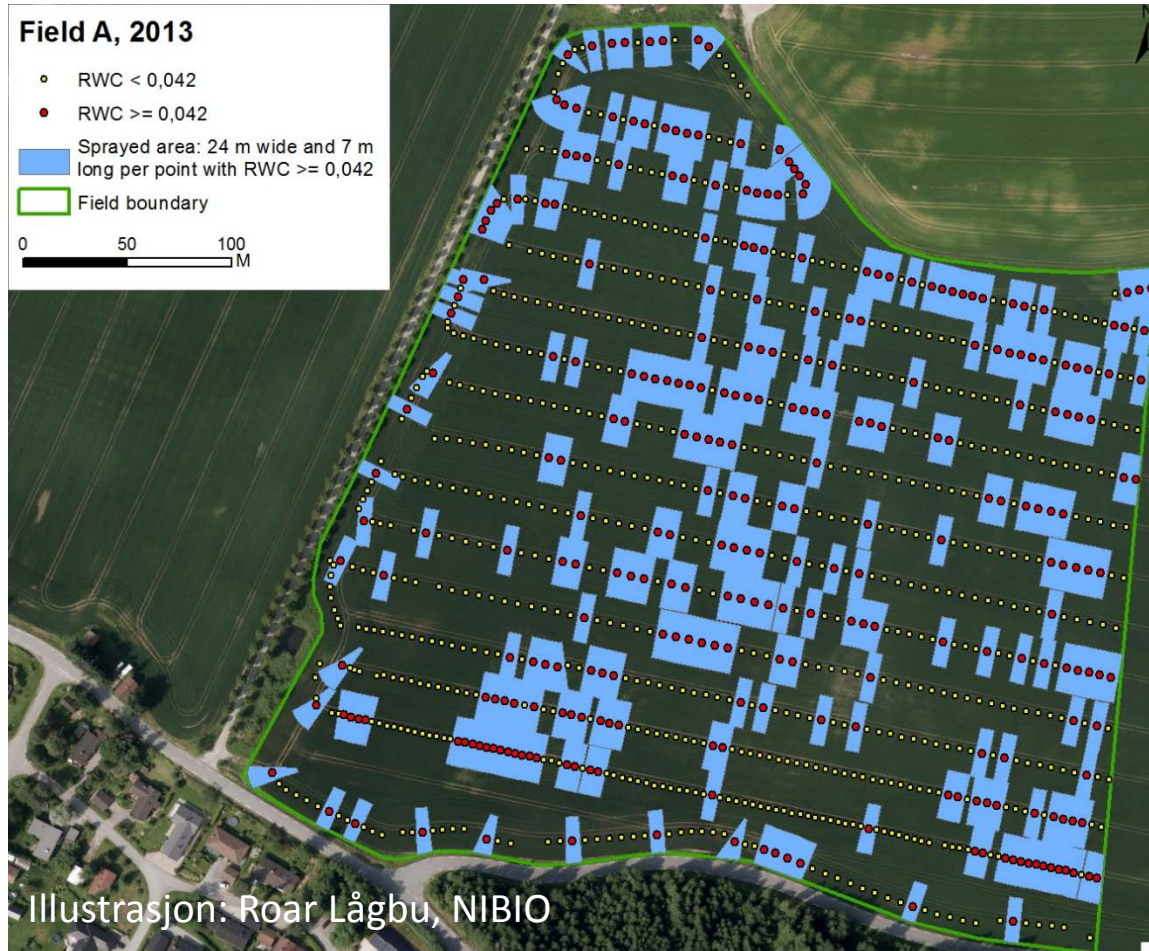 Field A, 2013
RWC < 0,042
RWC >= 0,042
Sprayed area: 24 m wide and 7 m
long per point with RWC >= 0,042
Field boundary
0 50 100
M
Illustrasjon: Roar Lågbu, NIBIO